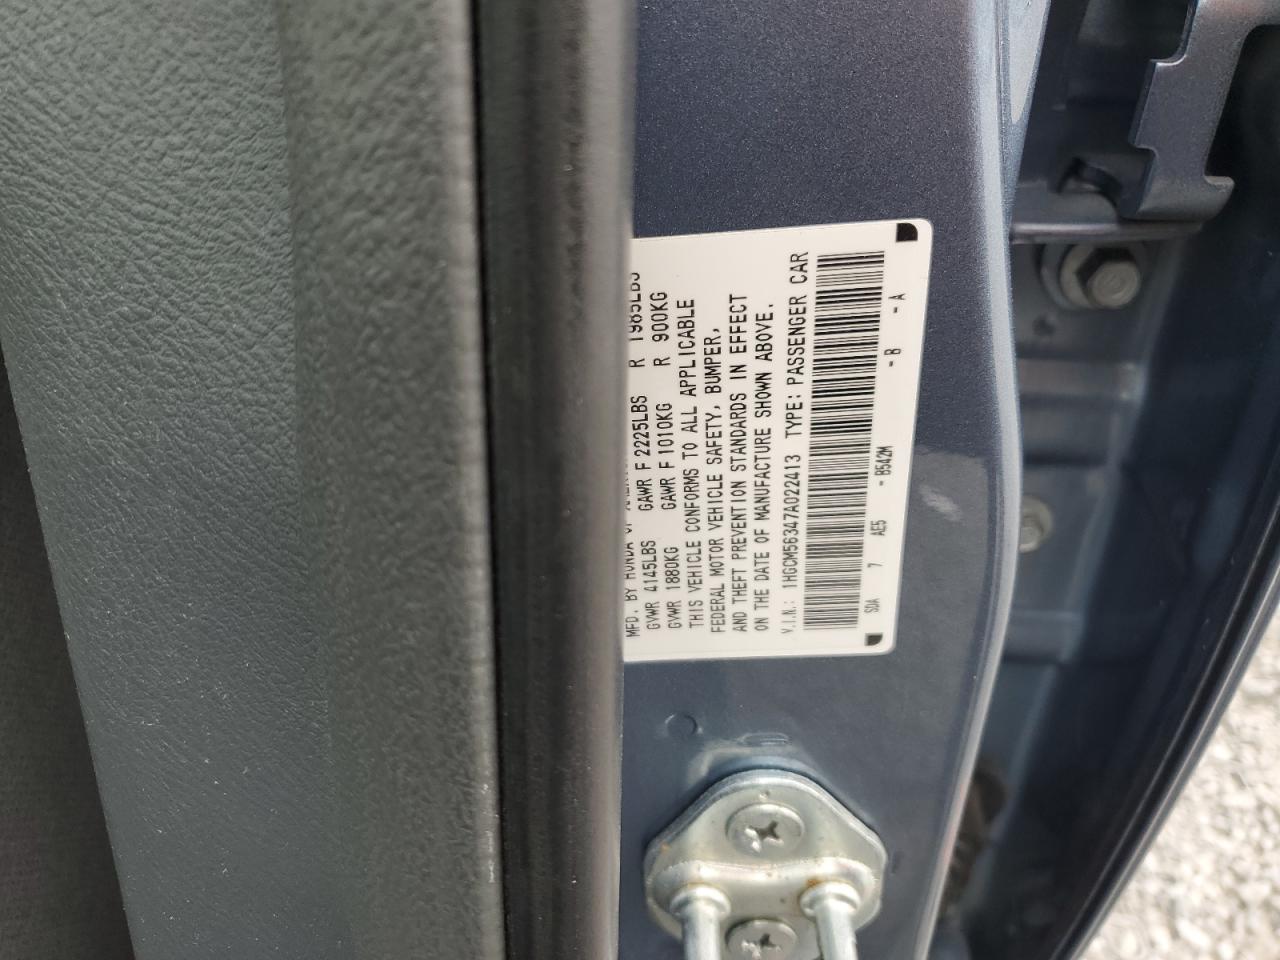 MFD. BY HONDA OF
GVWR 4145LBS GAWR F 2225LBS R 1985LBS
GVWR 1880KG GAWR F 1010KG R 900KG
THIS VEHICLE CONFORMS TO ALL APPLICABLE
FEDERAL MOTOR VEHICLE SAFETY, BUMPER,
AND THEFT PREVENTION STANDARDS IN EFFECT
ON THE DATE OF MANUFACTURE SHOWN ABOVE.
V.I.N.: 1HGCM56347A022413 TYPE: PASSENGER CAR
SDA 7 AE5 - B542M - B - A